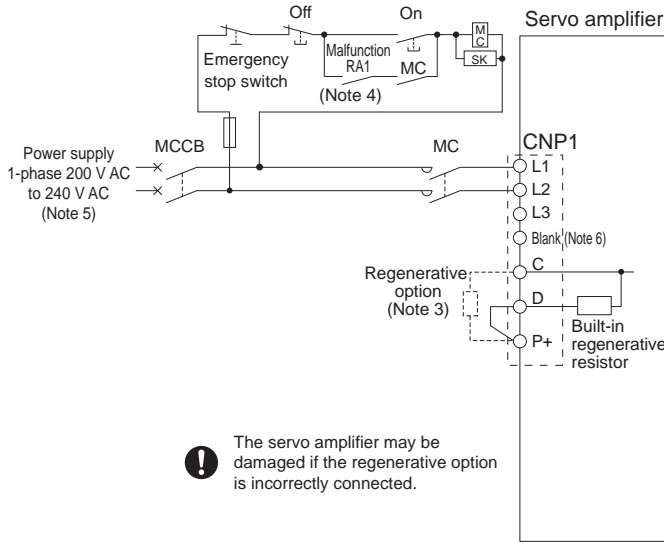 Off
On
Servo amplifier
Emergency
stop switch
Malfunction
RA1
(Note 4)
MC
M
C
SK
Power supply
1-phase 200 V AC
to 240 V AC
(Note 5)
MCCB
MC
CNP1
L1
L2
L3
Blank (Note 6)
C
Regenerative
option
(Note 3)
D
P+
Built-in
regenerative
resistor
The servo amplifier may be
damaged if the regenerative option
is incorrectly connected.